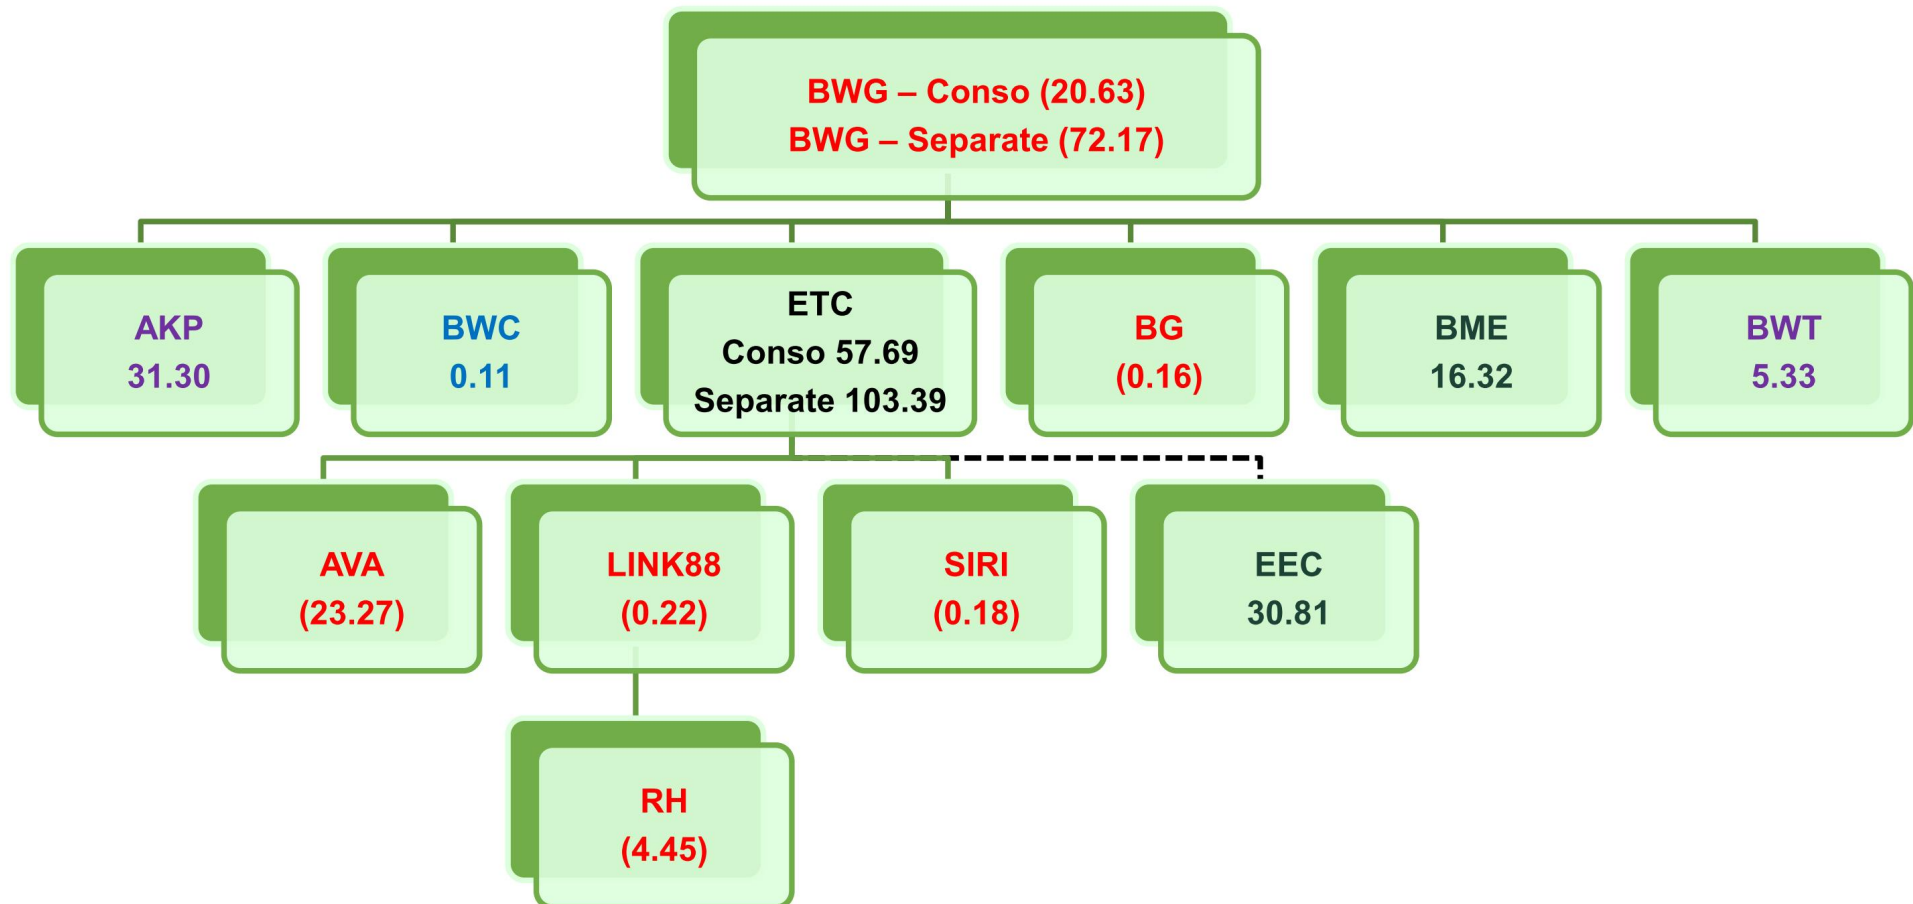 BWG – Conso (20.63)
BWG – Separate (72.17)
AKP
31.30
BWC
0.11
ETC
Conso 57.69
Separate 103.39
BG
(0.16)
BME
16.32
BWT
5.33
AVA
(23.27)
LINK88
(0.22)
SIRI
(0.18)
EEC
30.81
RH
(4.45)